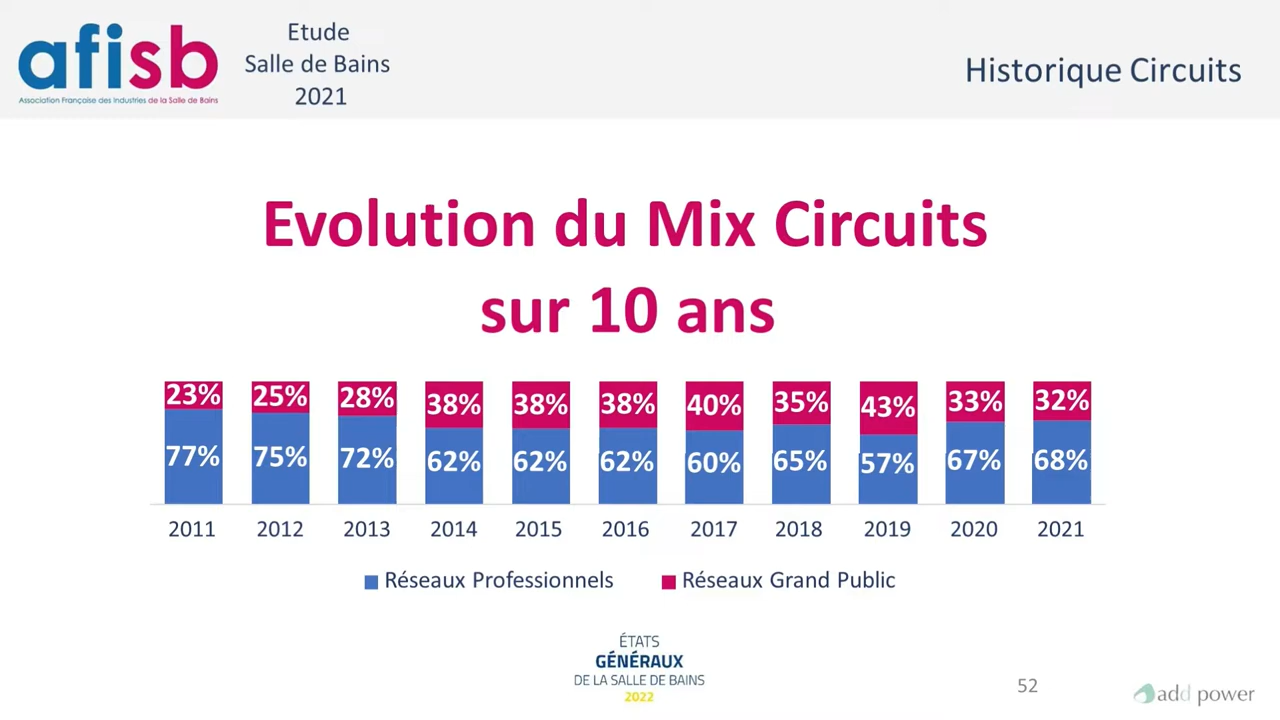 afisb
Association Française des Industries de la Salle de Bains
Etude
Salle de Bains
2021
Historique Circuits
Evolution du Mix Circuits
sur 10 ans
23% 25% 28% 38% 38% 38% 40% 35% 43% 33% 32%
77% 75% 72% 62% 62% 62% 60% 65% 57% 67% 68%
2011 2012 2013 2014 2015 2016 2017 2018 2019 2020 2021
Réseaux Professionnels Réseaux Grand Public
ÉTATS
GÉNÉRAUX
DE LA SALLE DE BAINS
2022
52
add power